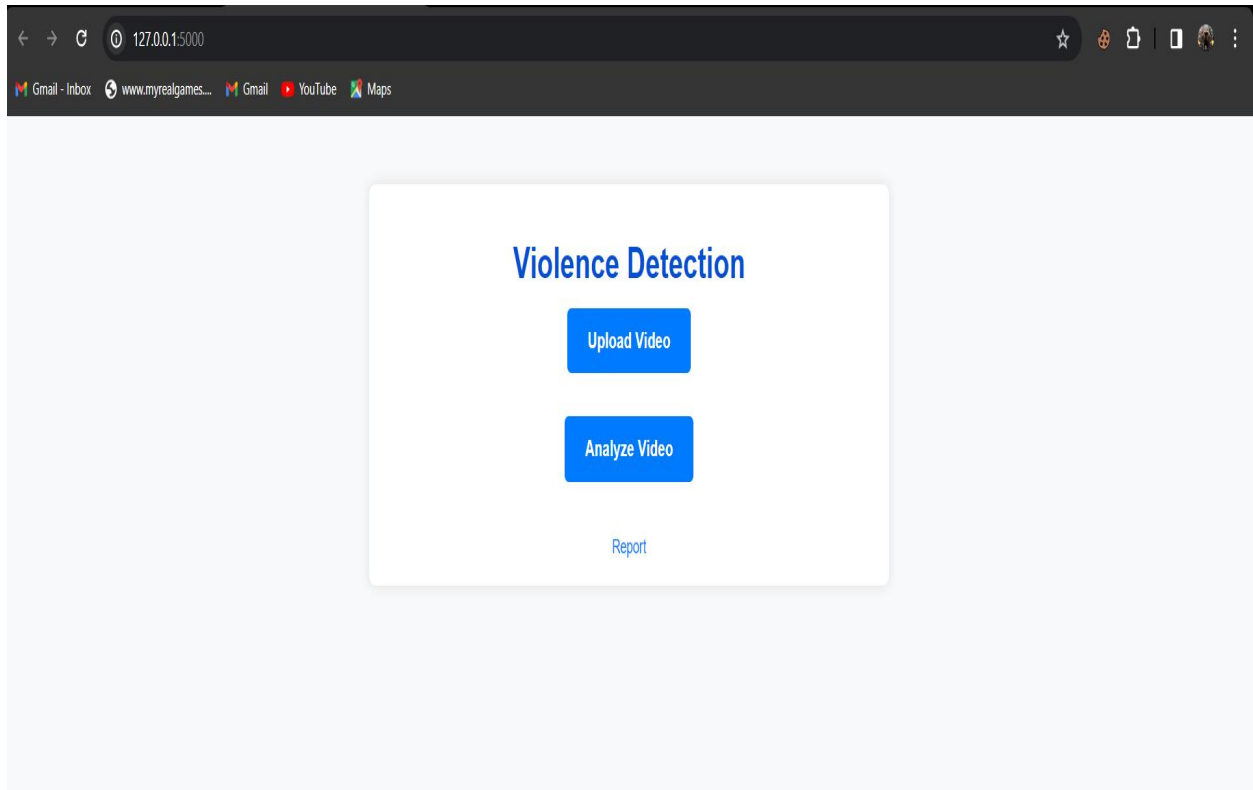 127.0.0.1:5000
Gmail - Inbox www.myrealgames.... Gmail YouTube Maps
Violence Detection
Upload Video
Analyze Video
Report